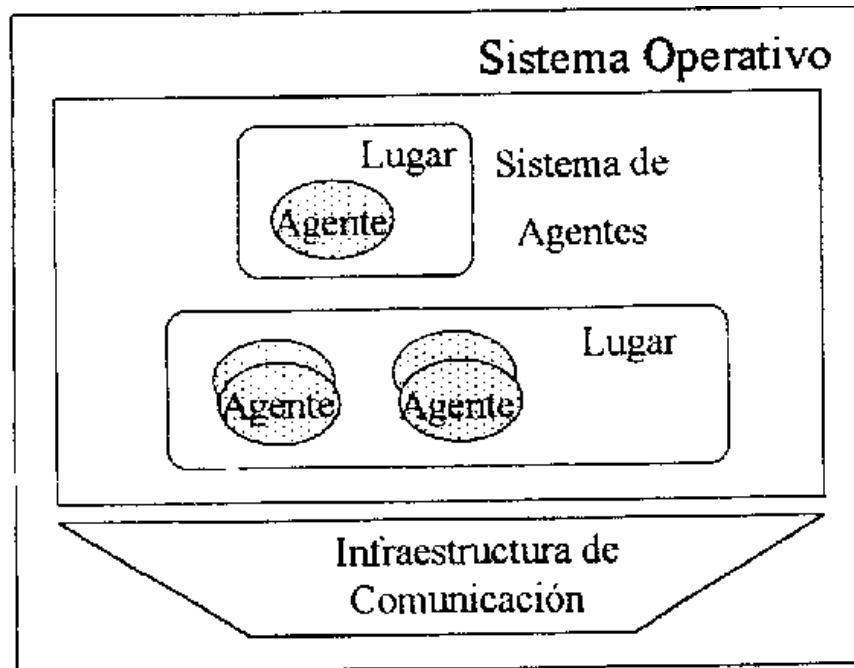 Sistema Operativo
Lugar
Sistema de
Agente
Agentes
Lugar
Agente
Agente
Infraestructura de
Comunicación